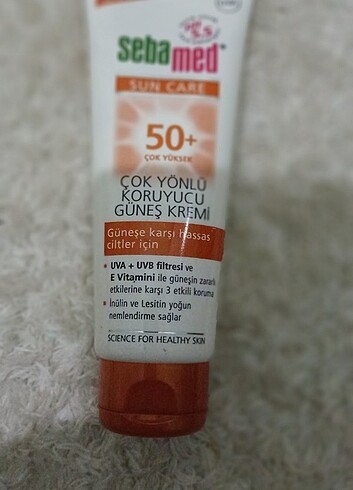 pH 5.5
sebamed
SUN CARE
50+
ÇOK YÜKSEK
ÇOK YÖNLÜ
KORUYUCU
GÜNEŞ KREMİ
Güneşe karşı hassas
ciltler için
• UVA + UVB filtresi ve
E Vitamini ile güneşin zararlı
etkilerine karşı 3 etkili koruma
• İnülin ve Lesitin yoğun
nemlendirme sağlar
SCIENCE FOR HEALTHY SKIN